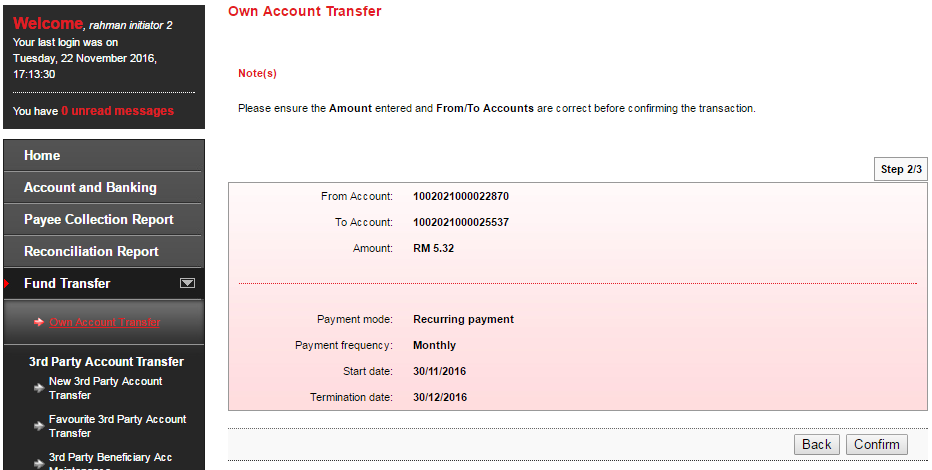 Welcome, rahman initiator 2
Your last login was on
Tuesday, 22 November 2016,
17:13:30
You have 0 unread messages
Home
Account and Banking
Payee Collection Report
Reconciliation Report
Fund Transfer
Own Account Transfer
3rd Party Account Transfer
New 3rd Party Account
Transfer
Favourite 3rd Party Account
Transfer
3rd Party Beneficiary Acc
Own Account Transfer
Note(s)
Please ensure the Amount entered and From/To Accounts are correct before confirming the transaction.
Step 2/3
From Account: 1002021000022870
To Account: 1002021000025537
Amount: RM 5.32
Payment mode: Recurring payment
Payment frequency: Monthly
Start date: 30/11/2016
Termination date: 30/12/2016
Back Confirm